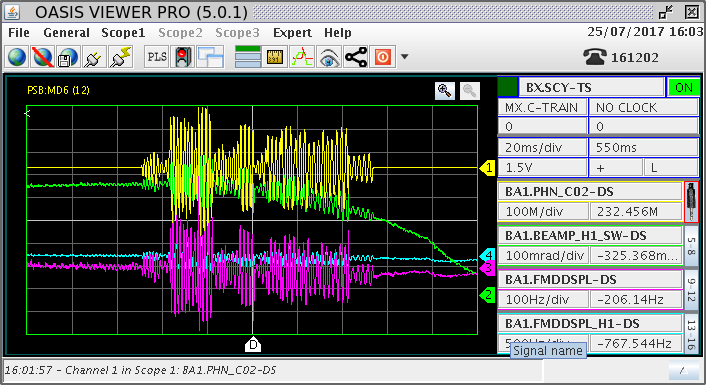 OASIS VIEWER PRO (5.0.1)
File General Scope1 Scope2 Scope3 Expert Help 25/07/2017 16:03
PLS 161202
PSB:MD6 (12)
BX.SCY-TS ON
MX.C-TRAIN NO CLOCK
0 0
20ms/div 550ms
1.5V + L
BA1.PHN_C02-DS
100M/div 232.456M
BA1.BEAMP_H1_SW-DS
100mrad/div -325.368m...
5-8
BA1.FMDDSPL-DS
100Hz/div -206.14Hz
9-12
BA1.FMDDSPL_H1-DS
-767.544Hz
13-16
Signal name
1
4
3
2
D
16:01:57 - Channel 1 in Scope 1: BA1.PHN_C02-DS